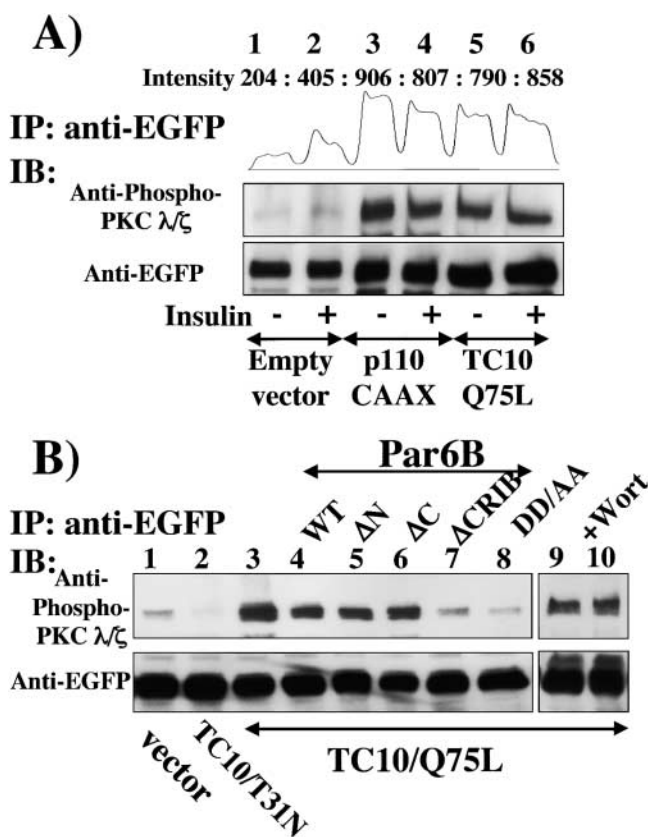 A)
1 2 3 4 5 6
Intensity 204 : 405 : 906 : 807 : 790 : 858
IP: anti-EGFP
IB:
Anti-Phospho-
PKC λ/ζ
Anti-EGFP
Insulin - + - + - +
Empty vector
p110 CAAX
TC10 Q75L
B)
Par6B
IP: anti-EGFP
WT ΔN ΔC ΔCRIB DD/AA +Wort
IB:
1 2 3 4 5 6 7 8 9 10
Anti-
Phospho-
PKC λ/ζ
Anti-EGFP
vector
TC10/T31N
TC10/Q75L